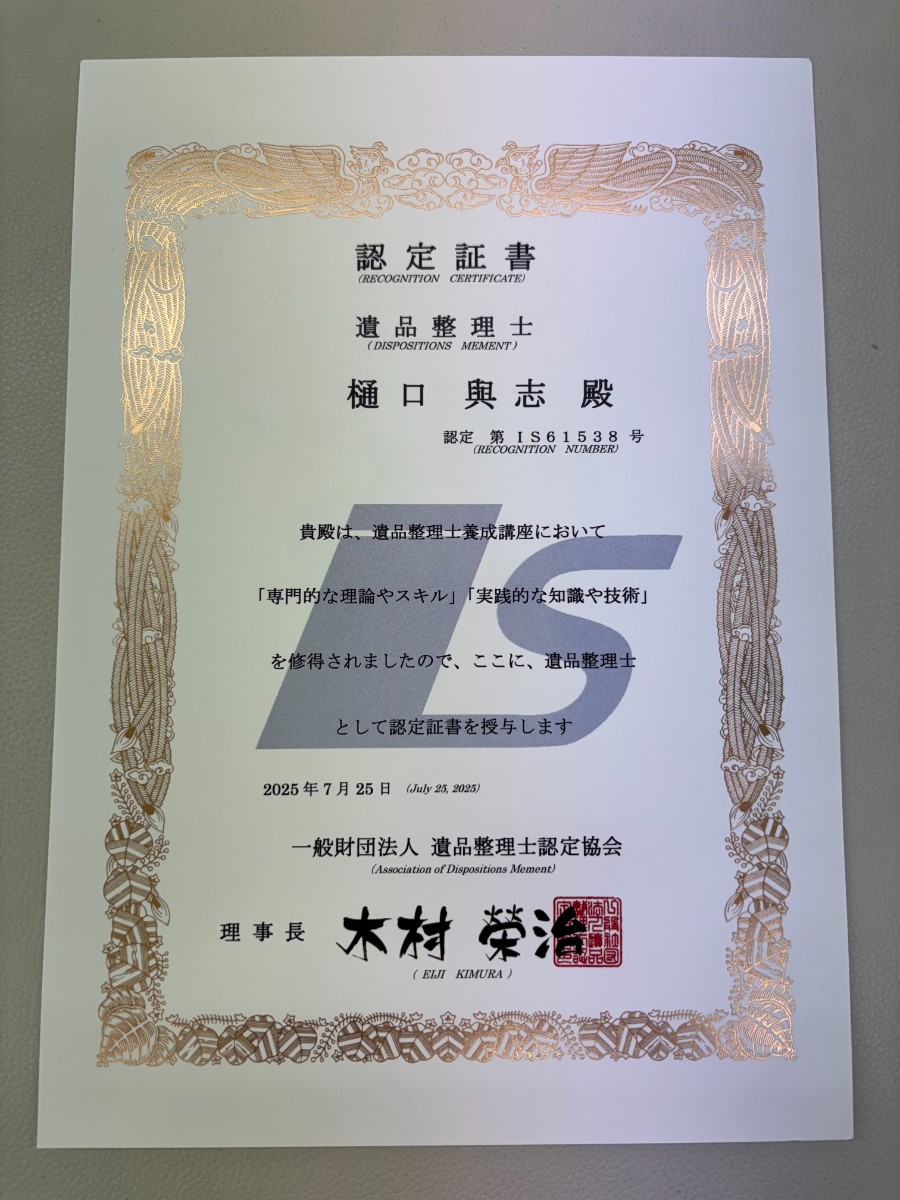 認定証書
(RECOGNITION CERTIFICATE)
遺品整理士
(DISPOSITIONS MEMENT)
樋口 與志 殿
認定 第 IS61538 号
(RECOGNITION NUMBER)
IS
貴殿は、遺品整理士養成講座において
「専門的な理論やスキル」「実践的な知識や技術」
を修得されましたので、ここに、遺品整理士
として認定証書を授与します
2025年7月25日 (July 25, 2025)
一般財団法人 遺品整理士認定協会
(Association of Dispositions Mement)
理事長 木村 榮治
( EIJI KIMURA )